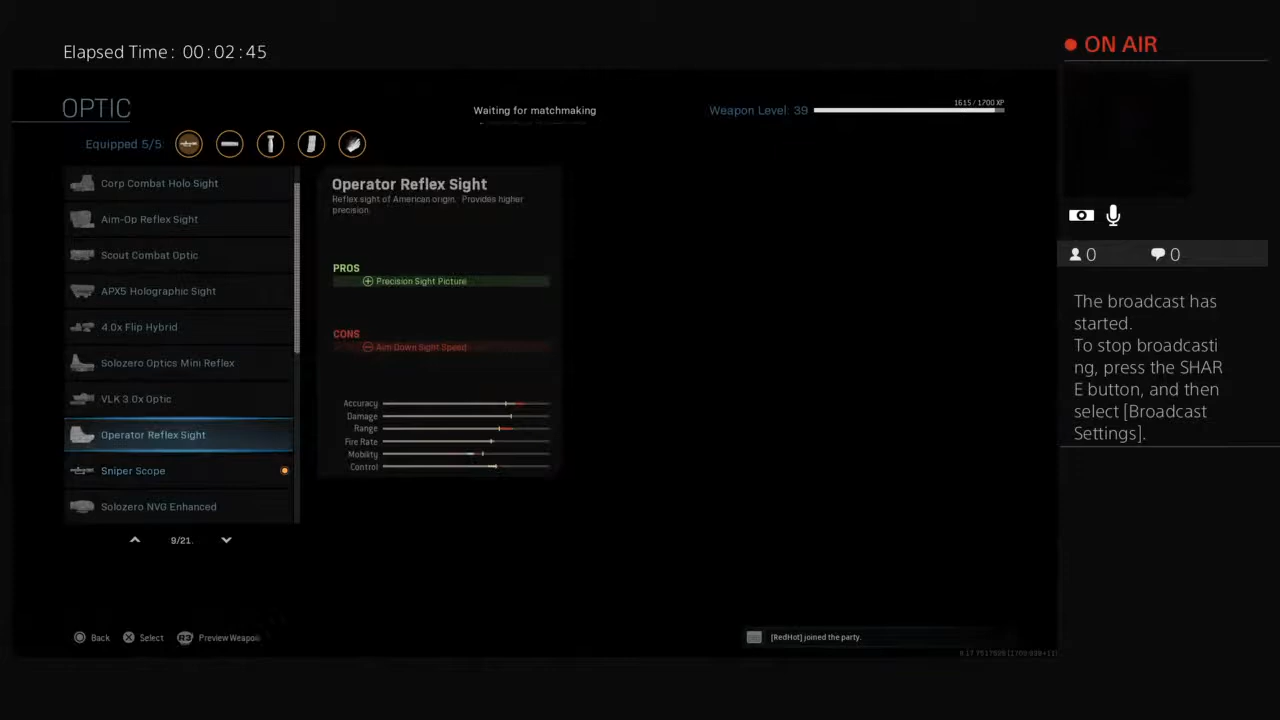 Elapsed Time: 00:02:45
ON AIR
OPTIC
Waiting for matchmaking
Weapon Level: 39
1615 / 1700 XP
Equipped 5/5
Corp Combat Holo Sight
Aim-Op Reflex Sight
Scout Combat Optic
APX5 Holographic Sight
4.0x Flip Hybrid
Solozero Optics Mini Reflex
VLK 3.0x Optic
Operator Reflex Sight
Sniper Scope
Solozero NVG Enhanced
9/21.
Operator Reflex Sight
Reflex sight of American origin. Provides higher
precision.
PROS
Precision Sight Picture
CONS
Aim Down Sight Speed
Accuracy
Damage
Range
Fire Rate
Mobility
Control
0
0
The broadcast has
started.
To stop broadcasti
ng, press the SHAR
E button, and then
select [Broadcast
Settings].
Back
Select
R3 Preview Weapon
[RedHot] joined the party.